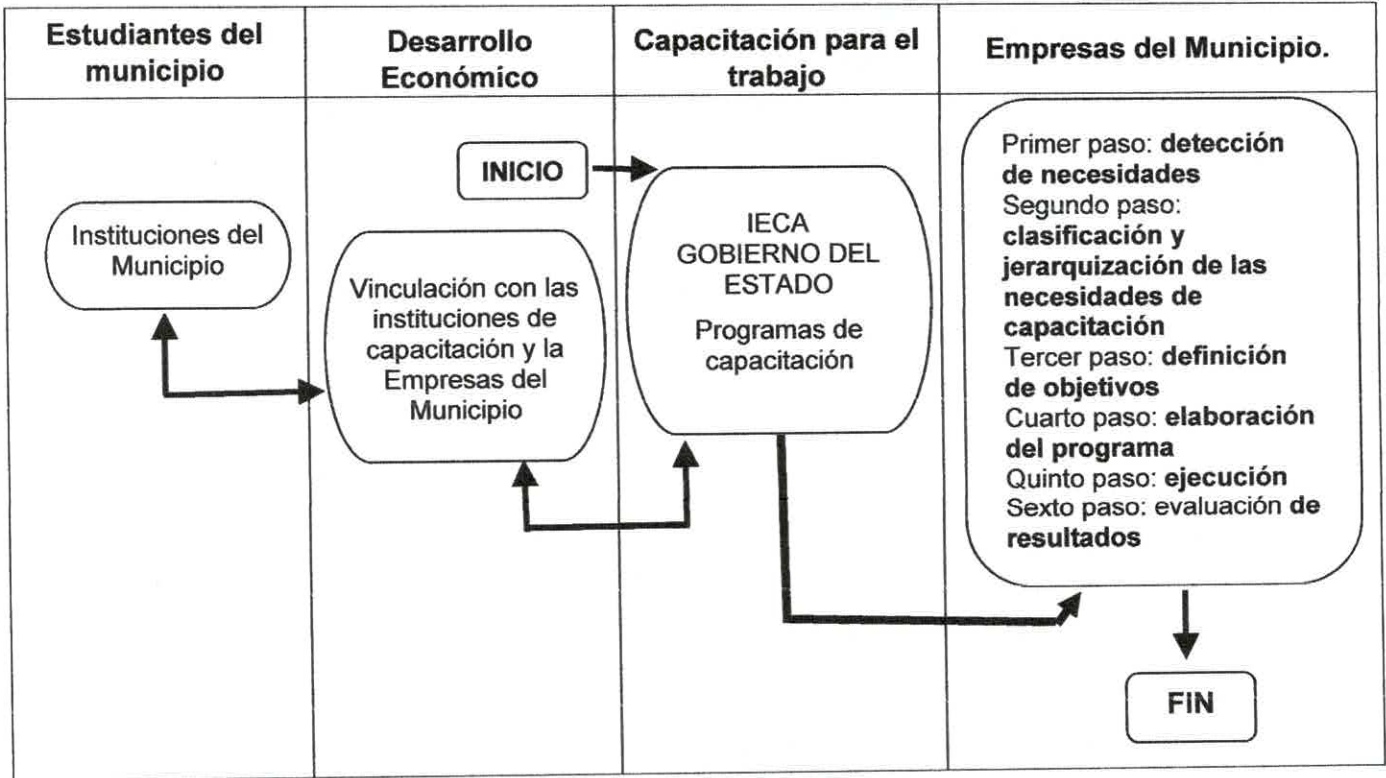 Estudiantes del
municipio
Desarrollo
Económico
Capacitación para el
trabajo
Empresas del Municipio.
Instituciones del
Municipio
INICIO
Vinculación con las
instituciones de
capacitación y la
Empresas del
Municipio
IECA
GOBIERNO DEL
ESTADO
Programas de
capacitación
Primer paso: detección
de necesidades
Segundo paso:
clasificación y
jerarquización de las
necesidades de
capacitación
Tercer paso: definición
de objetivos
Cuarto paso: elaboración
del programa
Quinto paso: ejecución
Sexto paso: evaluación de
resultados
FIN